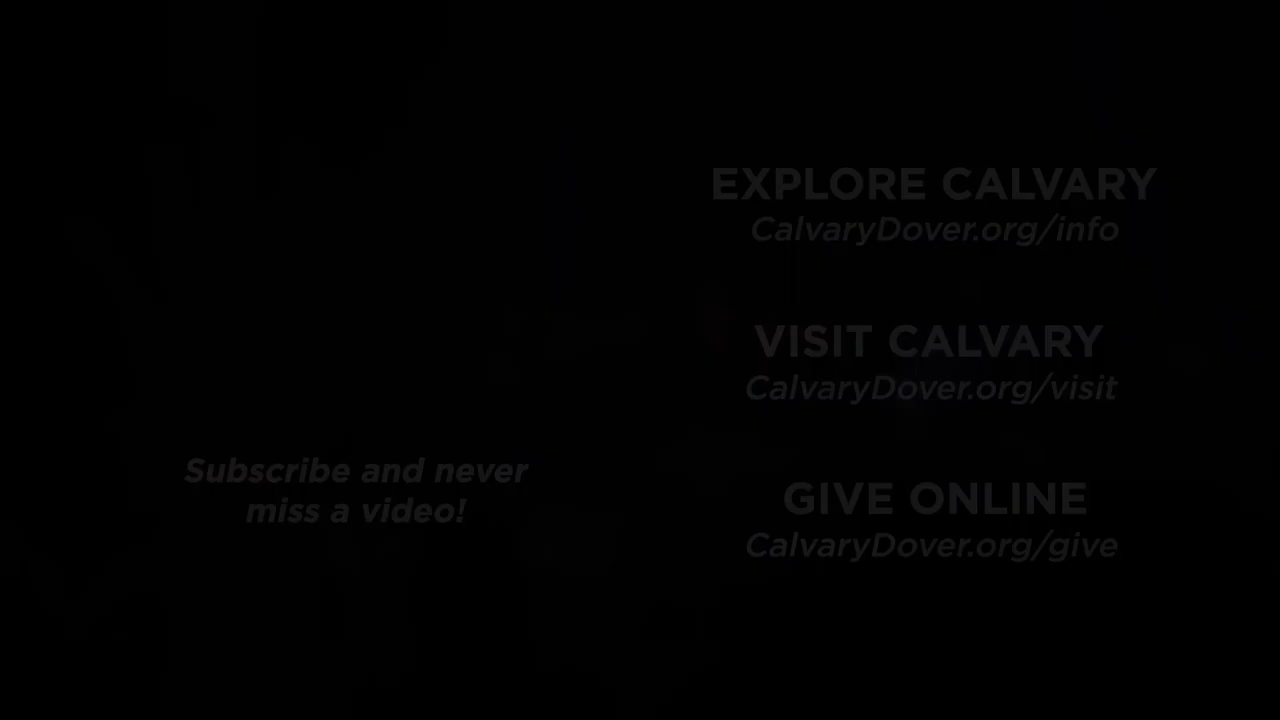 Subscribe and never
miss a video!
EXPLORE CALVARY
CalvaryDover.org/info
VISIT CALVARY
CalvaryDover.org/visit
GIVE ONLINE
CalvaryDover.org/give